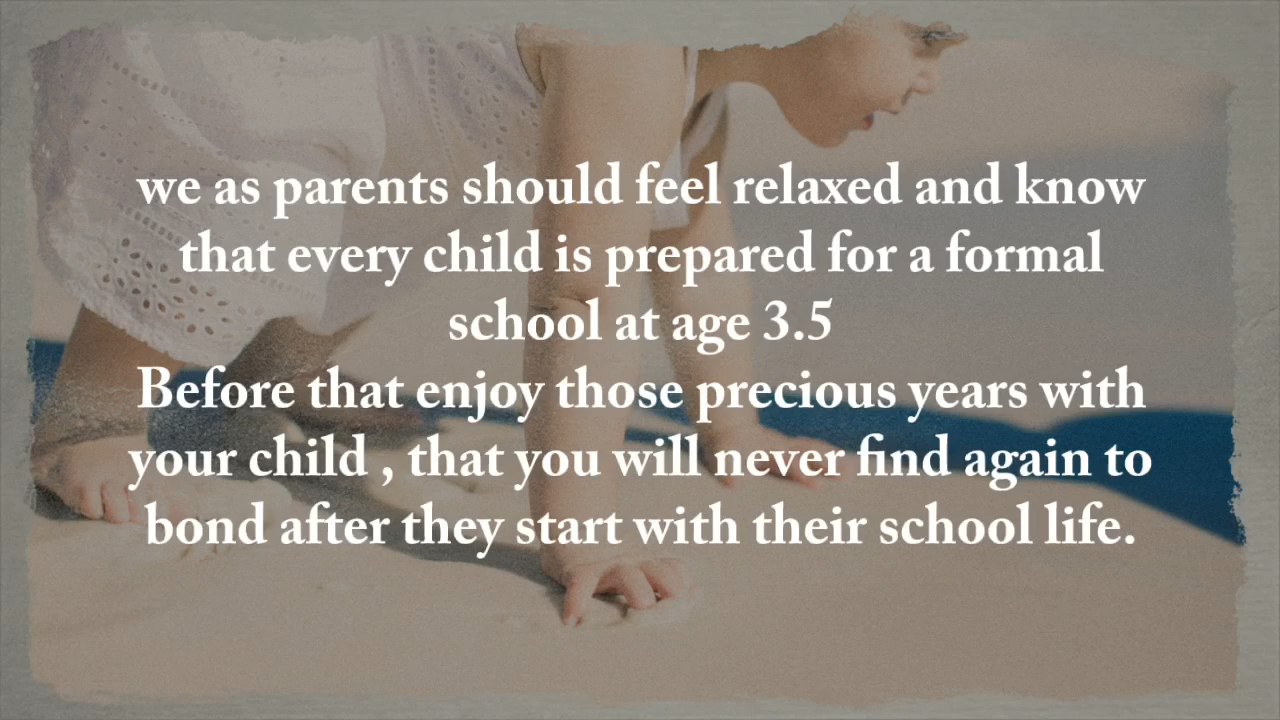 we as parents should feel relaxed and know
that every child is prepared for a formal
school at age 3.5
Before that enjoy those precious years with
your child , that you will never find again to
bond after they start with their school life.